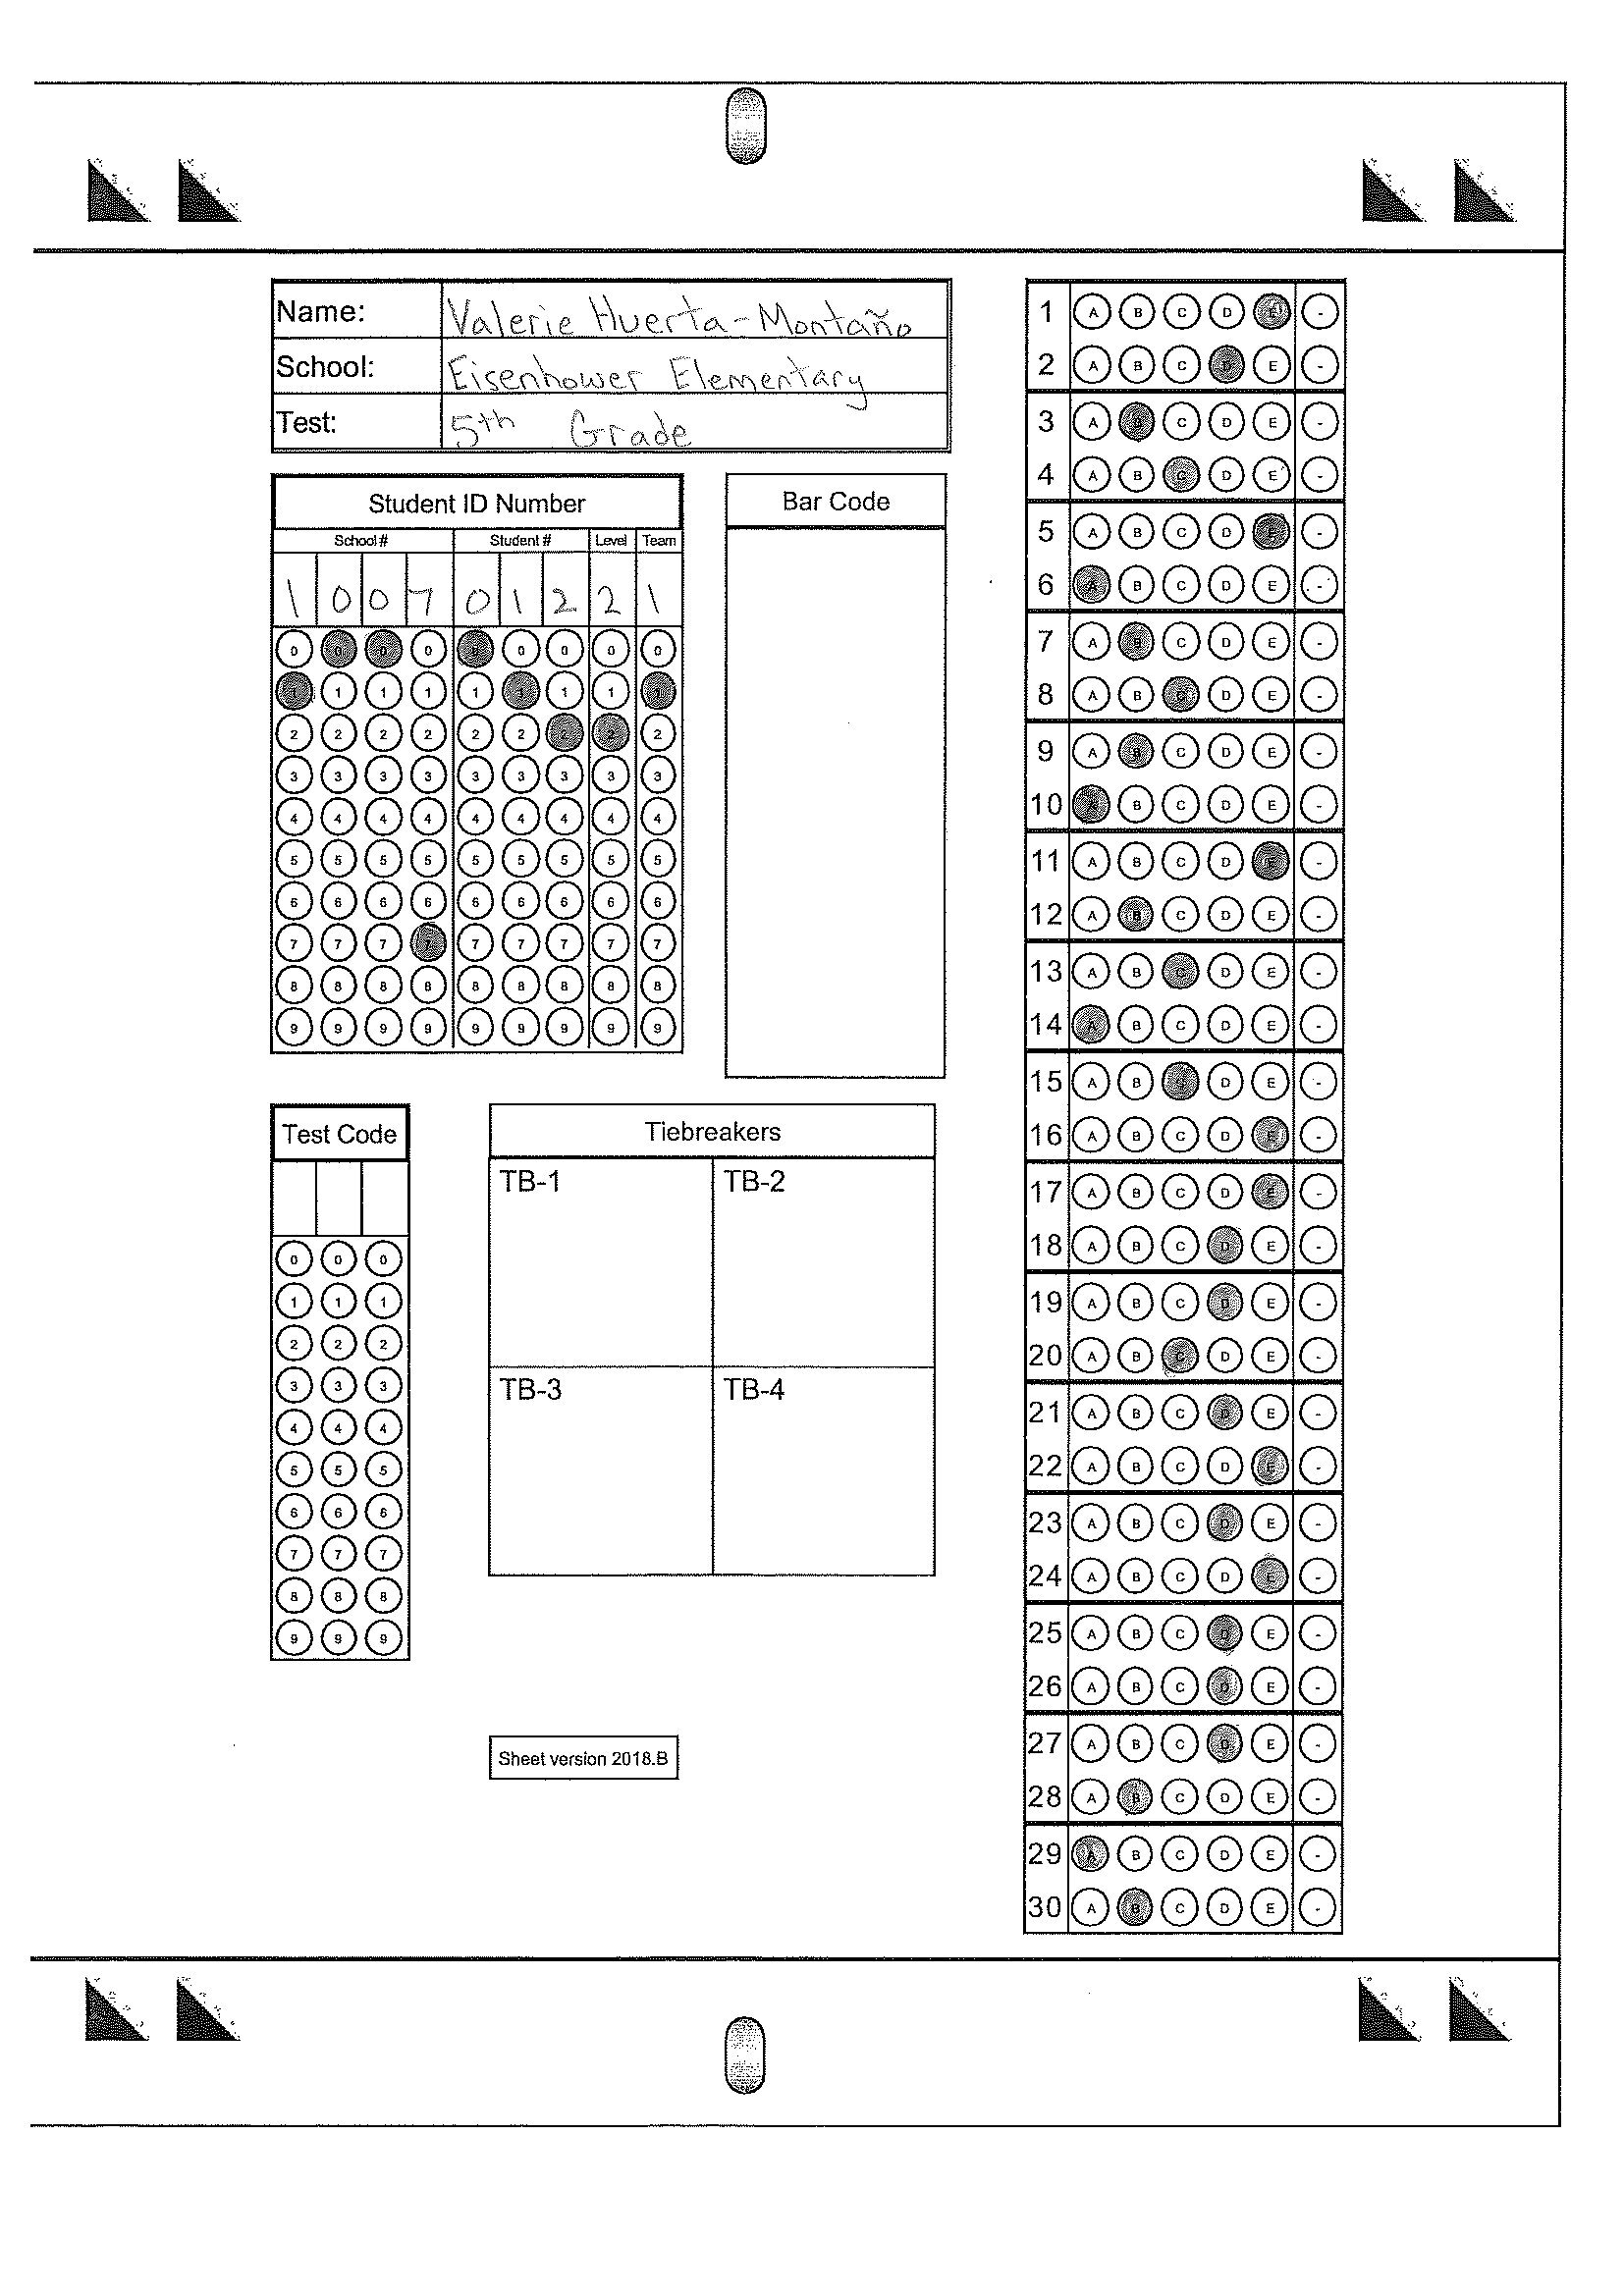 Name: Valerie Huerta-Montaño
School: Eisenhower Elementary
Test: 5th Grade
Student ID Number
School # Student # Level Team
1 0 0 7 0 1 2 2 1
0 0 0 0 0 0 0 0 0
1 1 1 1 1 1 1 1 1
2 2 2 2 2 2 2 2 2
3 3 3 3 3 3 3 3 3
4 4 4 4 4 4 4 4 4
5 5 5 5 5 5 5 5 5
6 6 6 6 6 6 6 6 6
7 7 7 7 7 7 7 7 7
8 8 8 8 8 8 8 8 8
9 9 9 9 9 9 9 9 9
Bar Code
Test Code
0 0 0
1 1 1
2 2 2
3 3 3
4 4 4
5 5 5
6 6 6
7 7 7
8 8 8
9 9 9
Tiebreakers
TB-1 TB-2
TB-3 TB-4
Sheet version 2018.B
1 A B C D E -
2 A B C D E -
3 A B C D E -
4 A B C D E -
5 A B C D E -
6 A B C D E -
7 A B C D E -
8 A B C D E -
9 A B C D E -
10 A B C D E -
11 A B C D E -
12 A B C D E -
13 A B C D E -
14 A B C D E -
15 A B C D E -
16 A B C D E -
17 A B C D E -
18 A B C D E -
19 A B C D E -
20 A B C D E -
21 A B C D E -
22 A B C D E -
23 A B C D E -
24 A B C D E -
25 A B C D E -
26 A B C D E -
27 A B C D E -
28 A B C D E -
29 A B C D E -
30 A B C D E -